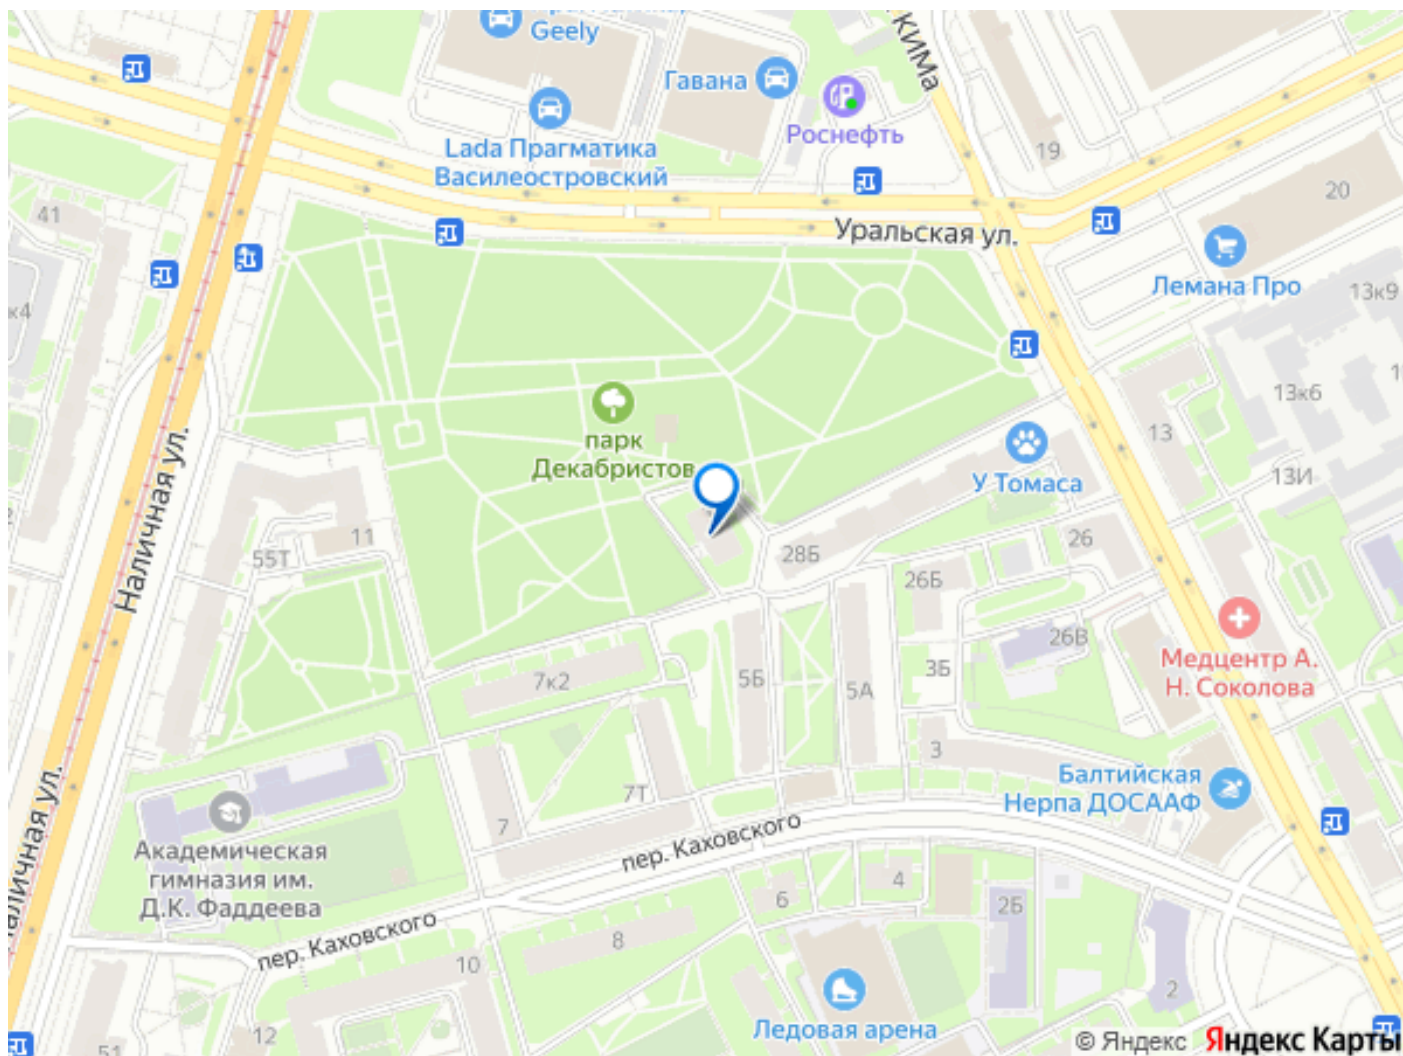 Geely
КИМа
Гавана
Lada Прагматика
Василеостровский
Роснефть
19
20
41
Уральская ул.
Лемана Про
13к9
к4
13к6
парк
Декабристов
13
У Томаса
13И
Наличная ул.
11
55Т
28Б
26
26Б
26В
Медцентр А.
Н. Соколова
7к2
5Б
3Б
5А
3
7Т
Балтийская
Нерпа ДОСААФ
7
пер. Каховского
Академическая
гимназия им.
Д.К. Фаддеева
Наличная ул.
4
6
2Б
пер. Каховского
8
10
2
12
Ледовая арена
51
© Яндекс Яндекс Карты